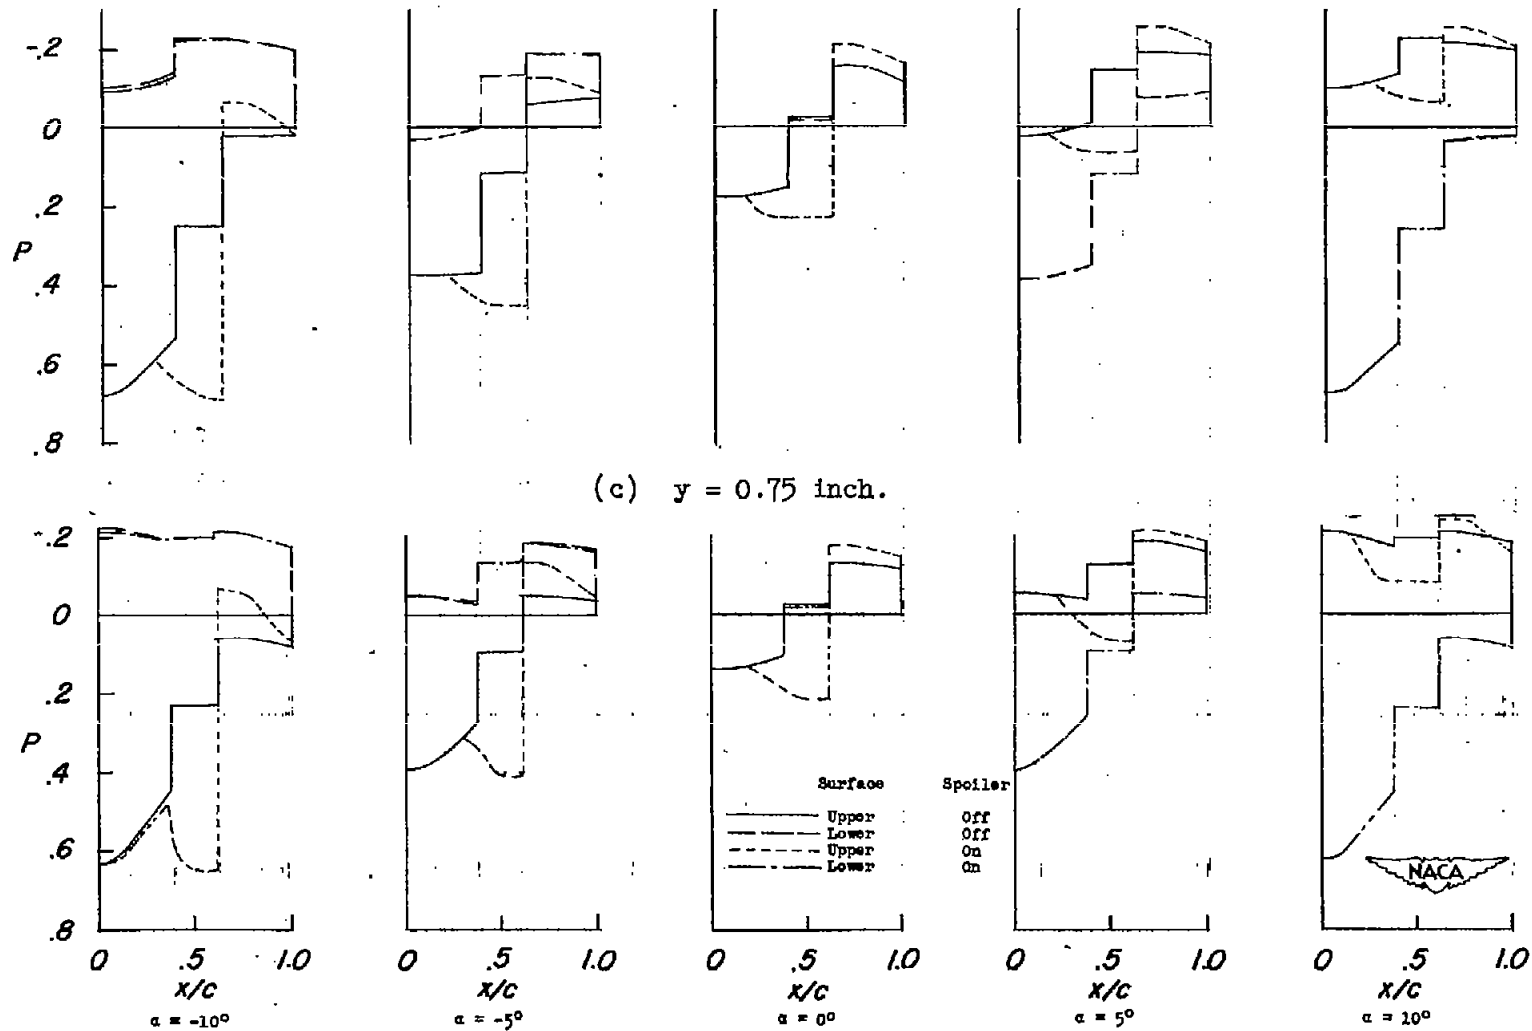 -.2
0
.2
P
.4
.6
.8
(c) y = 0.75 inch.
-.2
0
.2
P
.4
.6
.8
Surface Spoiler
Upper Off
Lower Off
Upper On
Lower On
NACA
0 .5 1.0 0 .5 1.0 0 .5 1.0 0 .5 1.0 0 .5 1.0
x/c x/c x/c x/c x/c
α = -10° α = -5° α = 0° α = 5° α = 10°